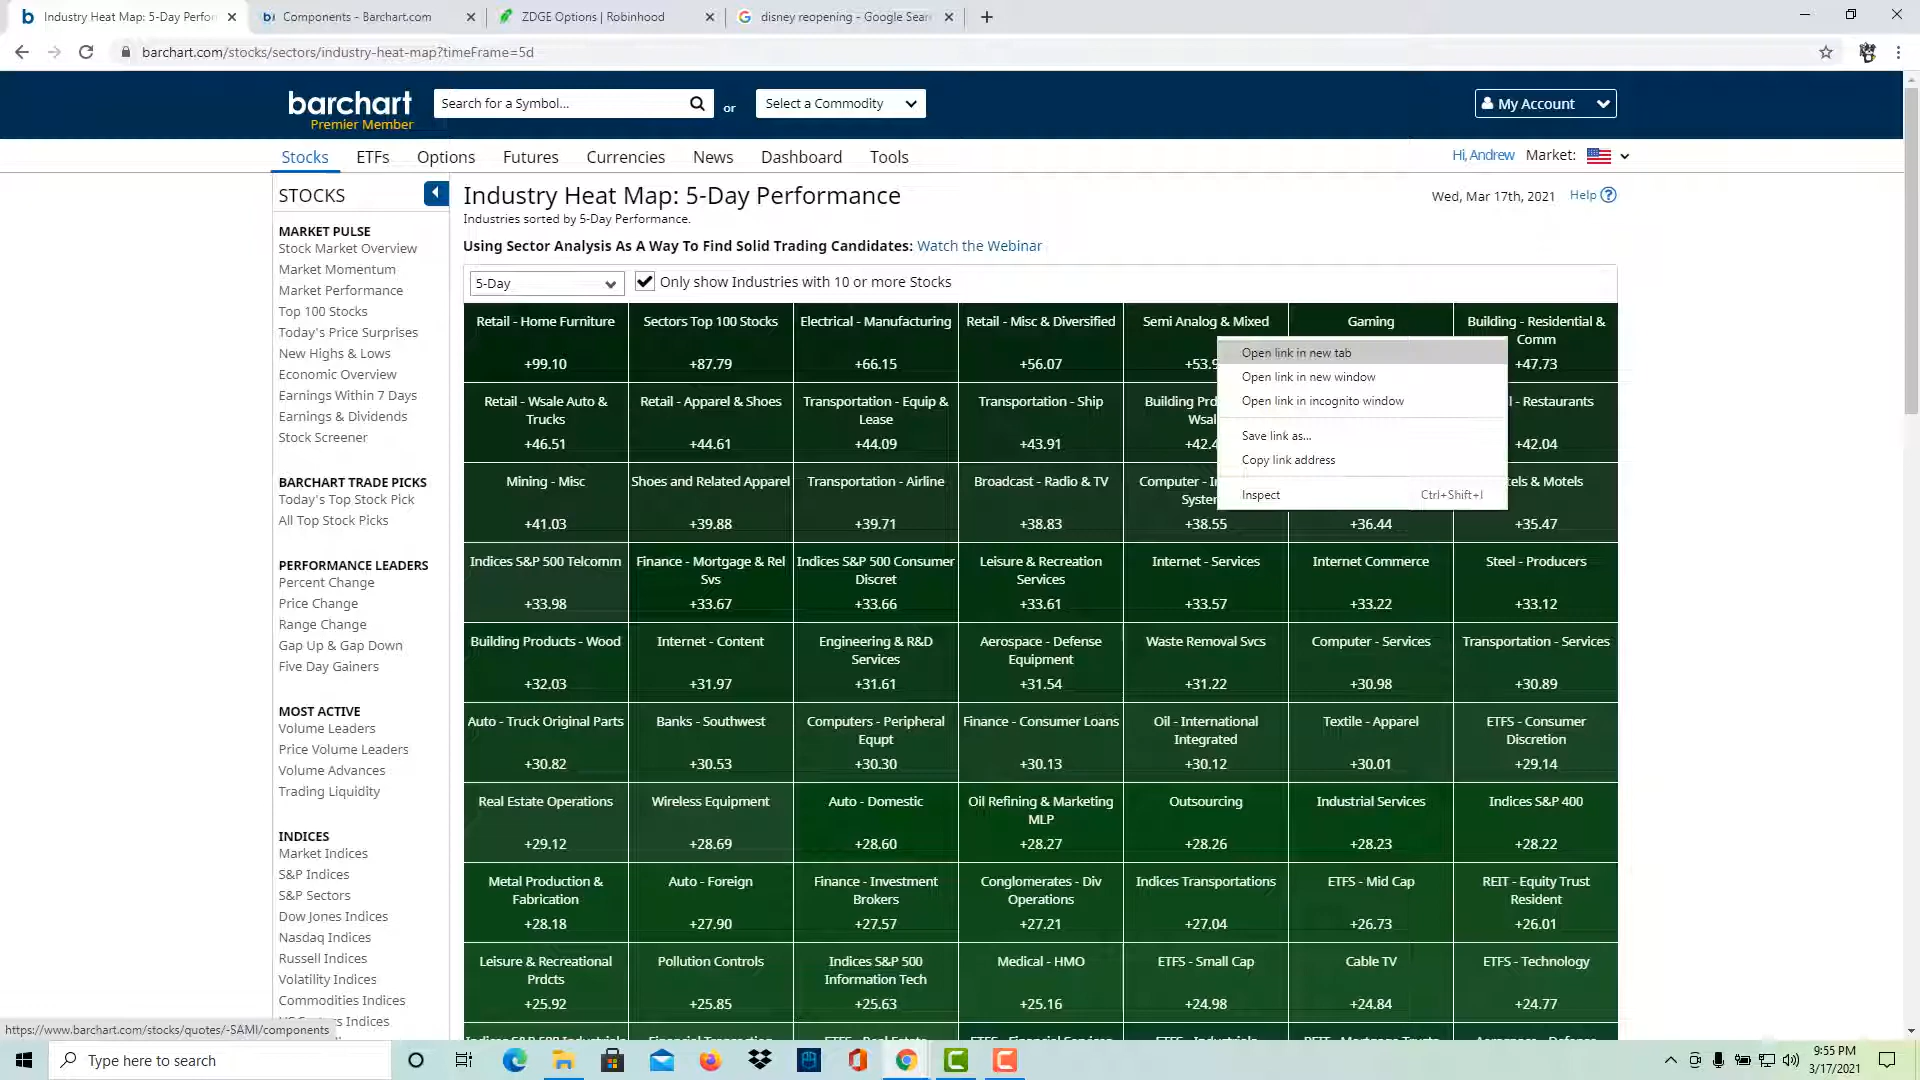 Industry Heat Map: 5-Day Perfor
Components - Barchart.com
ZDGE Options | Robinhood
disney reopening - Google Sear
barchart.com/stocks/sectors/industry-heat-map?timeFrame=5d
barchart
Premier Member
Search for a Symbol...
or
Select a Commodity
My Account
Stocks
ETFs
Options
Futures
Currencies
News
Dashboard
Tools
Hi, Andrew
Market:
STOCKS
MARKET PULSE
Stock Market Overview
Market Momentum
Market Performance
Top 100 Stocks
Today's Price Surprises
New Highs & Lows
Economic Overview
Earnings Within 7 Days
Earnings & Dividends
Stock Screener
BARCHART TRADE PICKS
Today's Top Stock Pick
All Top Stock Picks
PERFORMANCE LEADERS
Percent Change
Price Change
Range Change
Gap Up & Gap Down
Five Day Gainers
MOST ACTIVE
Volume Leaders
Price Volume Leaders
Volume Advances
Trading Liquidity
INDICES
Market Indices
S&P Indices
S&P Sectors
Dow Jones Indices
Nasdaq Indices
Russell Indices
Volatility Indices
Commodities Indices
Indices
Industry Heat Map: 5-Day Performance
Wed, Mar 17th, 2021
Help ?
Industries sorted by 5-Day Performance.
Using Sector Analysis As A Way To Find Solid Trading Candidates: Watch the Webinar
5-Day
Only show Industries with 10 or more Stocks
Retail - Home Furniture
+99.10
Sectors Top 100 Stocks
+87.79
Electrical - Manufacturing
+66.15
Retail - Misc & Diversified
+56.07
Semi Analog & Mixed
+53.9
Gaming
Building - Residential &
Comm
+47.73
Open link in new tab
Open link in new window
Open link in incognito window
Save link as...
Copy link address
Inspect
Ctrl+Shift+I
Retail - Wsale Auto &
Trucks
+46.51
Retail - Apparel & Shoes
+44.61
Transportation - Equip &
Lease
+44.09
Transportation - Ship
+43.91
Building Prd
Wsal
+42.4
l - Restaurants
+42.04
Mining - Misc
+41.03
Shoes and Related Apparel
+39.88
Transportation - Airline
+39.71
Broadcast - Radio & TV
+38.83
Computer - I
Syster
+38.55
+36.44
els & Motels
+35.47
Indices S&P 500 Telcomm
+33.98
Finance - Mortgage & Rel
Svs
+33.67
Indices S&P 500 Consumer
Discret
+33.66
Leisure & Recreation
Services
+33.61
Internet - Services
+33.57
Internet Commerce
+33.22
Steel - Producers
+33.12
Building Products - Wood
+32.03
Internet - Content
+31.97
Engineering & R&D
Services
+31.61
Aerospace - Defense
Equipment
+31.54
Waste Removal Svcs
+31.22
Computer - Services
+30.98
Transportation - Services
+30.89
Auto - Truck Original Parts
+30.82
Banks - Southwest
+30.53
Computers - Peripheral
Equpt
+30.30
Finance - Consumer Loans
+30.13
Oil - International
Integrated
+30.12
Textile - Apparel
+30.01
ETFS - Consumer
Discretion
+29.14
Real Estate Operations
+29.12
Wireless Equipment
+28.69
Auto - Domestic
+28.60
Oil Refining & Marketing
MLP
+28.27
Outsourcing
+28.26
Industrial Services
+28.23
Indices S&P 400
+28.22
Metal Production &
Fabrication
+28.18
Auto - Foreign
+27.90
Finance - Investment
Brokers
+27.57
Conglomerates - Div
Operations
+27.21
Indices Transportations
+27.04
ETFS - Mid Cap
+26.73
REIT - Equity Trust
Resident
+26.01
Leisure & Recreational
Prdcts
+25.92
Pollution Controls
+25.85
Indices S&P 500
Information Tech
+25.63
Medical - HMO
+25.16
ETFS - Small Cap
+24.98
Cable TV
+24.84
ETFS - Technology
+24.77
https://www.barchart.com/stocks/quotes/-SAMI/components
Type here to search
9:55 PM
3/17/2021